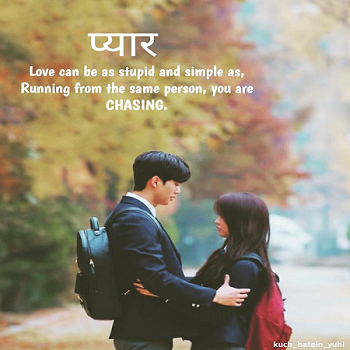 प्यार
Love can be as stupid and simple as,
Running from the same person, you are
CHASING.
kuch_batein_yuhi